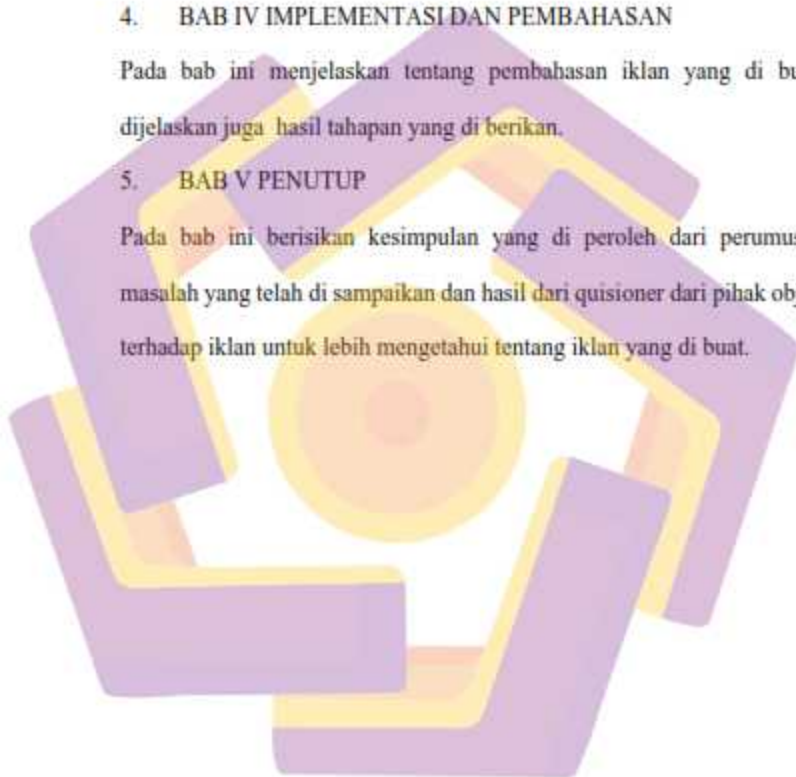 4. BAB IV IMPLEMENTASI DAN PEMBAHASAN
Pada bab ini menjelaskan tentang pembahasan iklan yang di
dijelaskan juga hasil tahapan yang di berikan.
5. BAB V PENUTUP
Pada bab ini berisikan kesimpulan yang di peroleh dari
masalah yang telah di sampaikan dan hasil dari quisioner dari pihak
terhadap iklan untuk lebih mengetahui tentang iklan yang di buat.